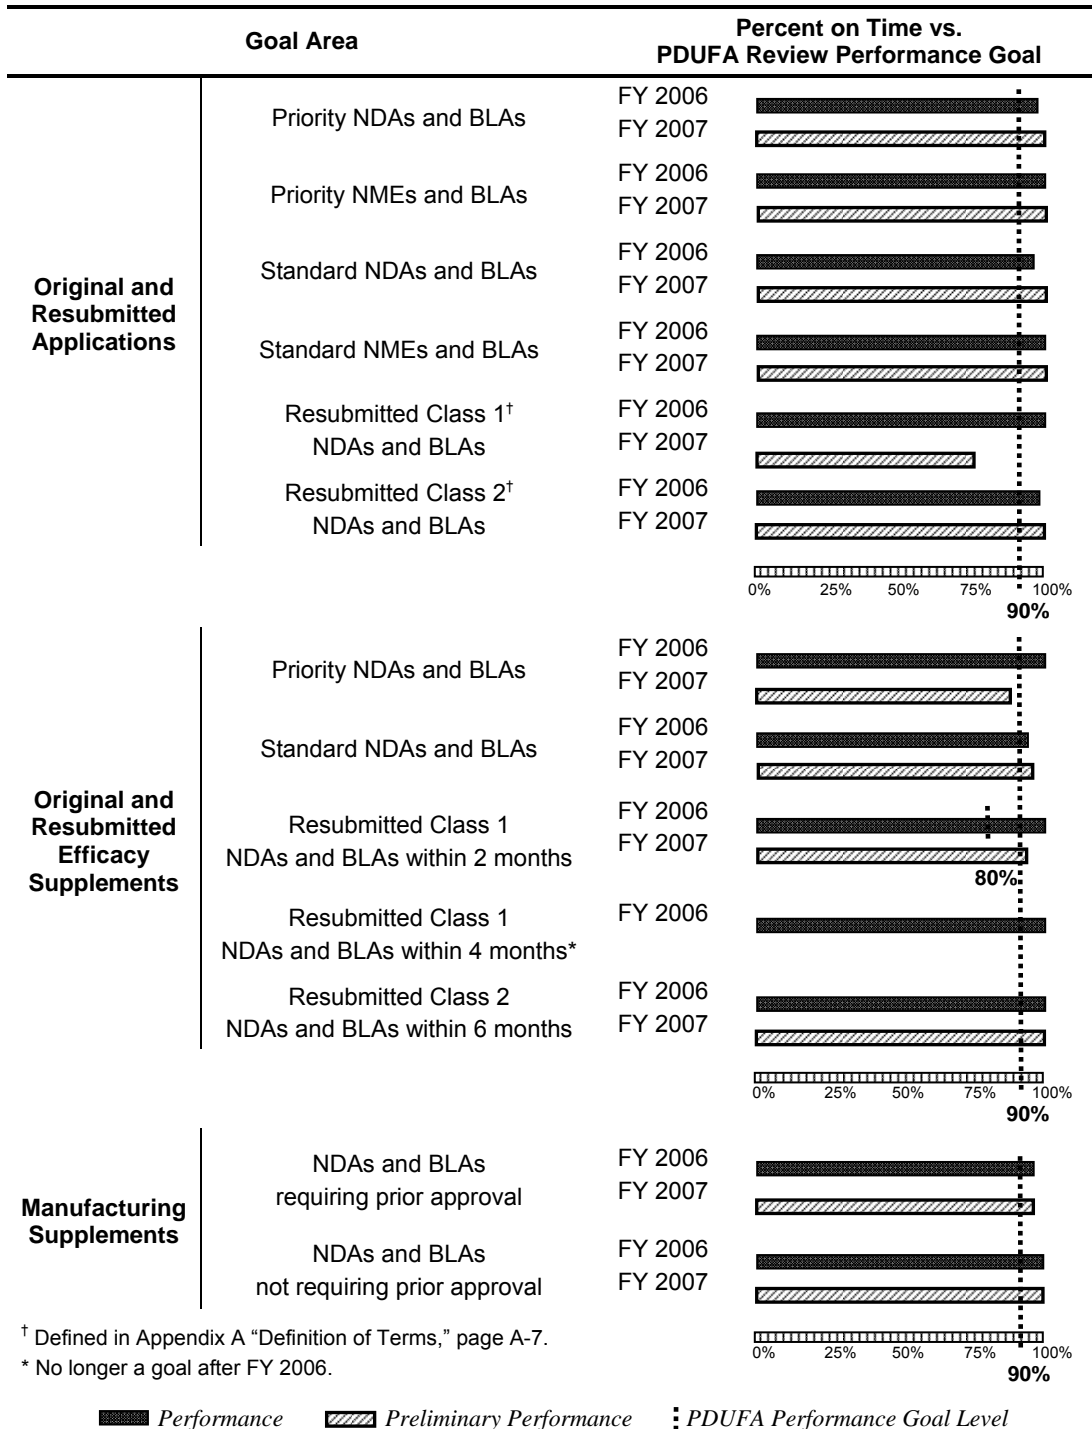 Goal Area
Percent on Time vs.
PDUFA Review Performance Goal
Original and
Resubmitted
Applications
Priority NDAs and BLAs
FY 2006
FY 2007
Priority NMEs and BLAs
FY 2006
FY 2007
Standard NDAs and BLAs
FY 2006
FY 2007
Standard NMEs and BLAs
FY 2006
FY 2007
Resubmitted Class 1†
NDAs and BLAs
FY 2006
FY 2007
Resubmitted Class 2†
NDAs and BLAs
FY 2006
FY 2007
0% 25% 50% 75% 100%
90%
Original and
Resubmitted
Efficacy
Supplements
Priority NDAs and BLAs
FY 2006
FY 2007
Standard NDAs and BLAs
FY 2006
FY 2007
Resubmitted Class 1
NDAs and BLAs within 2 months
FY 2006
FY 2007
80%
Resubmitted Class 1
NDAs and BLAs within 4 months*
FY 2006
Resubmitted Class 2
NDAs and BLAs within 6 months
FY 2006
FY 2007
0% 25% 50% 75% 100%
90%
Manufacturing
Supplements
NDAs and BLAs
requiring prior approval
FY 2006
FY 2007
NDAs and BLAs
not requiring prior approval
FY 2006
FY 2007
0% 25% 50% 75% 100%
90%
† Defined in Appendix A “Definition of Terms,” page A-7.
* No longer a goal after FY 2006.
Performance Preliminary Performance PDUFA Performance Goal Level